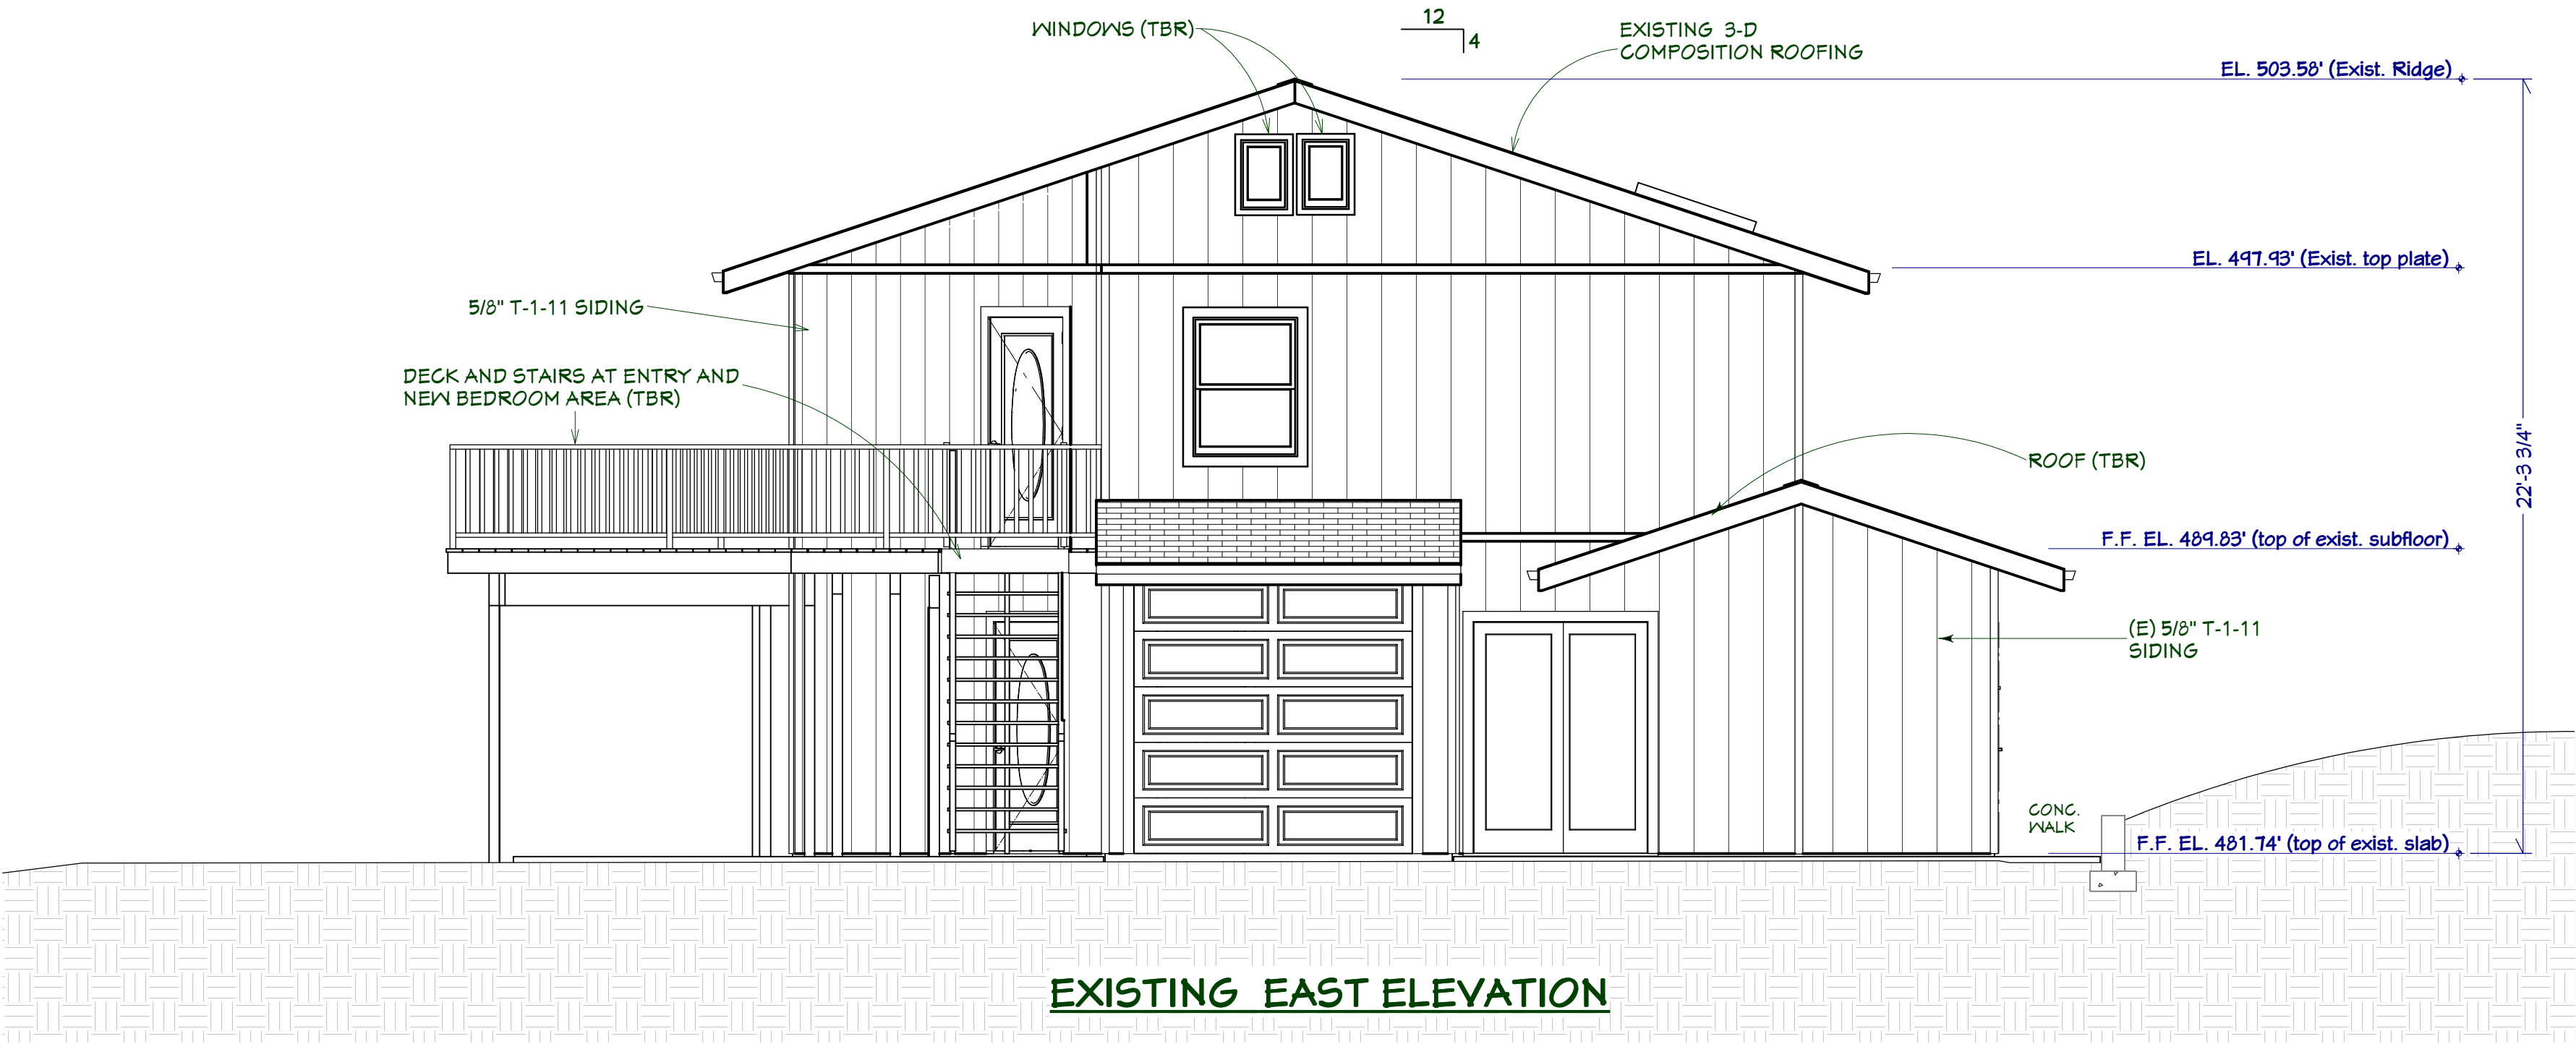 WINDOWS (TBR)
12
4
EXISTING 3-D
COMPOSITION ROOFING
EL. 503.58' (Exist. Ridge)
EL. 497.93' (Exist. top plate)
5/8" T-1-11 SIDING
DECK AND STAIRS AT ENTRY AND
NEW BEDROOM AREA (TBR)
ROOF (TBR)
22'-3 3/4"
F.F. EL. 489.83' (top of exist. subfloor)
(E) 5/8" T-1-11
SIDING
CONC.
WALK
F.F. EL. 481.74' (top of exist. slab)
EXISTING EAST ELEVATION